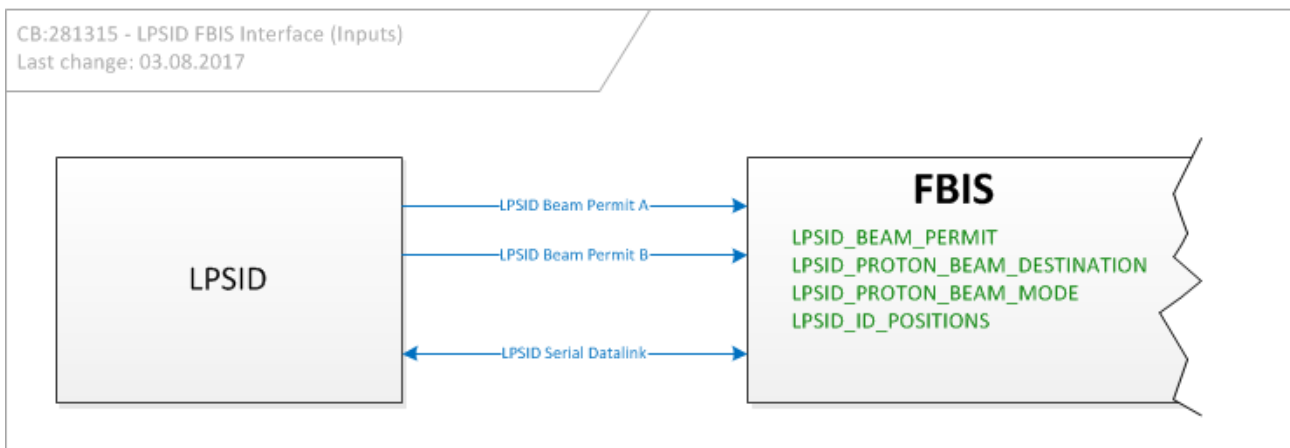 CB:281315 - LPSID FBIS Interface (Inputs)
Last change: 03.08.2017
LPSID
LPSID Beam Permit A
LPSID Beam Permit B
LPSID Serial Datalink
FBIS
LPSID_BEAM_PERMIT
LPSID_PROTON_BEAM_DESTINATION
LPSID_PROTON_BEAM_MODE
LPSID_ID_POSITIONS